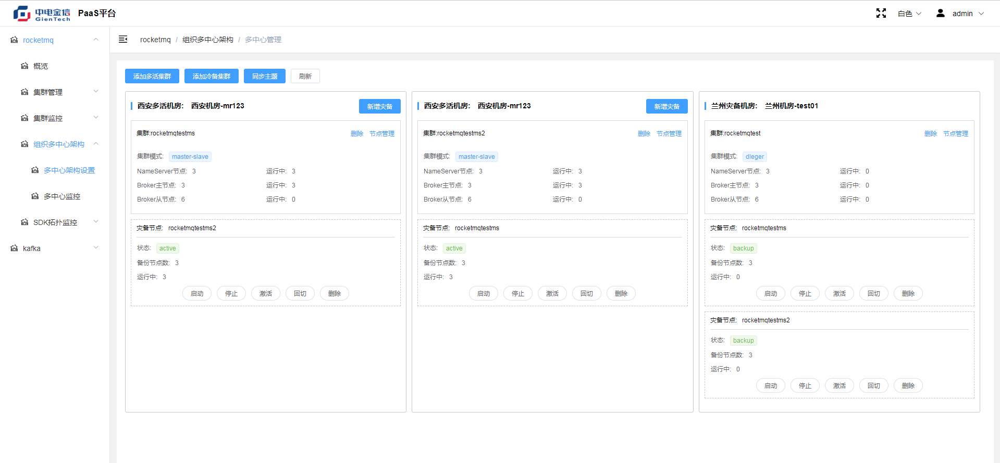 中电金信
GienTech
PaaS平台
白色
admin
rocketmq
概览
集群管理
集群监控
组织多中心架构
多中心架构设置
多中心监控
SDK拓扑监控
kafka
rocketmq / 组织多中心架构 / 多中心管理
添加多活集群 添加冷备集群 同步主题 刷新
西安多活机房: 西安机房-mr123 新增灾备
集群:rocketmqtestms 删除 节点管理
集群模式: master-slave
NameServer节点: 3 运行中: 3
Broker主节点: 3 运行中: 3
Broker从节点: 6 运行中: 0
灾备节点: rocketmqtestms2
状态: active
备份节点数: 3
运行中: 3
启动 停止 激活 回切 删除
西安多活机房: 西安机房-mr123 新增灾备
集群:rocketmqtestms2 删除 节点管理
集群模式: master-slave
NameServer节点: 3 运行中: 3
Broker主节点: 3 运行中: 3
Broker从节点: 6 运行中: 0
灾备节点: rocketmqtestms
状态: active
备份节点数: 3
运行中: 3
启动 停止 激活 回切 删除
兰州灾备机房: 兰州机房-test01
集群:rocketmqtest 删除 节点管理
集群模式: dleger
NameServer节点: 3 运行中: 0
Broker主节点: 3 运行中: 0
Broker从节点: 6 运行中: 0
灾备节点: rocketmqtestms
状态: backup
备份节点数: 3
运行中: 0
启动 停止 激活 回切 删除
灾备节点: rocketmqtestms2
状态: backup
备份节点数: 3
运行中: 0
启动 停止 激活 回切 删除